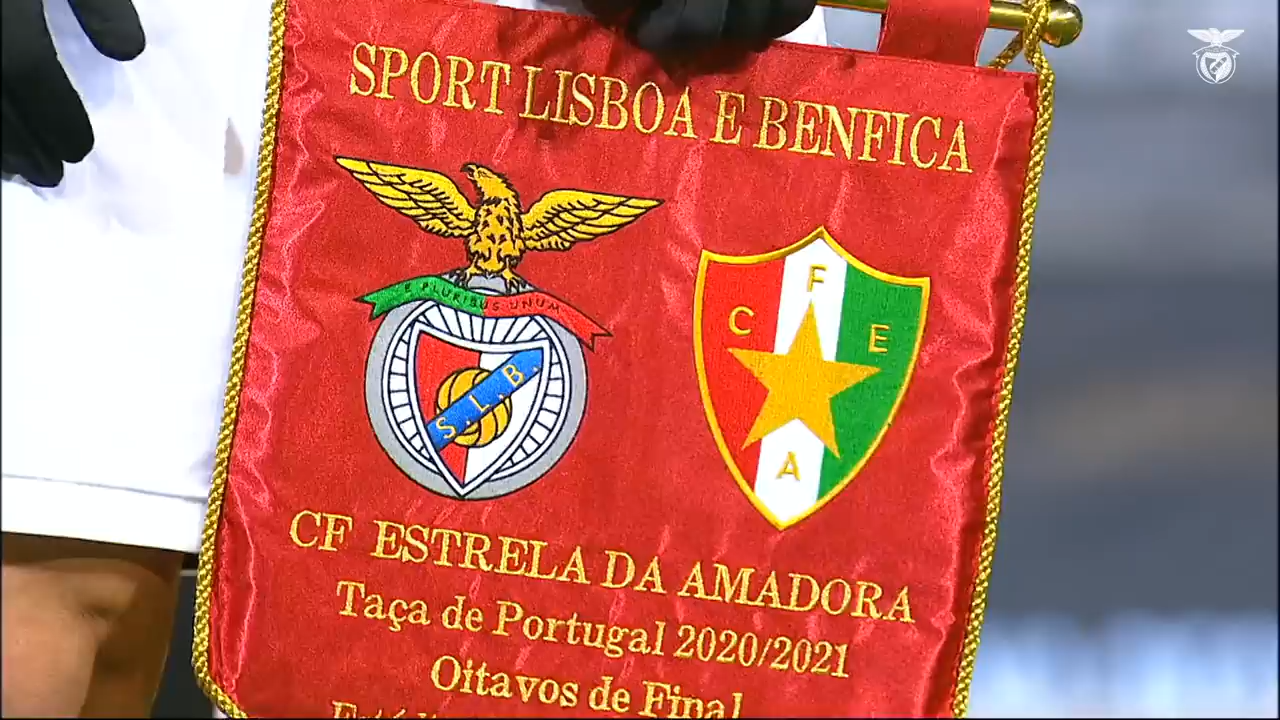 SPORT LISBOA E BENFICA
E PLURIBUS UNUM
S.L.B.
F
C E
A
CF ESTRELA DA AMADORA
Taça de Portugal 2020/2021
Oitavos de Final